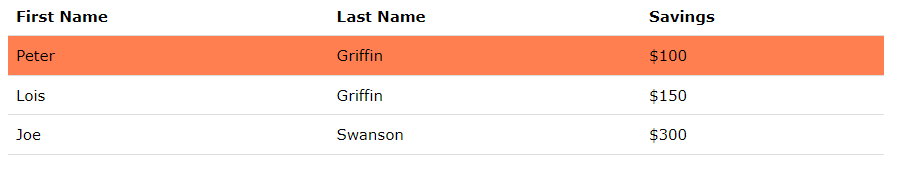 First Name Last Name Savings
Peter Griffin $100
Lois Griffin $150
Joe Swanson $300